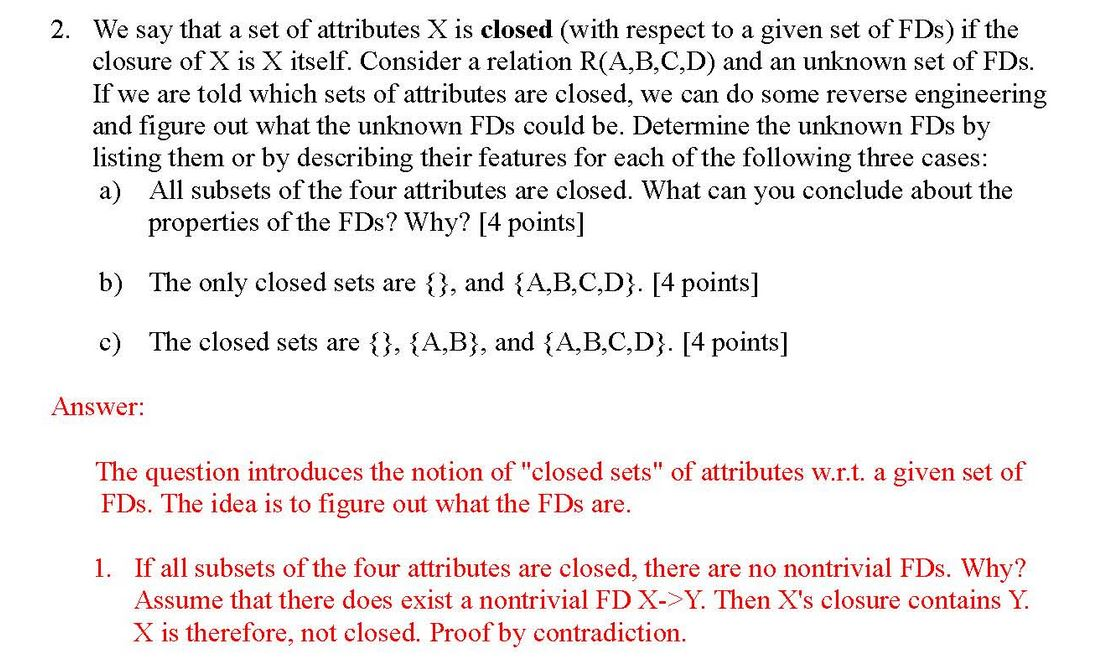 2. We say that a set of attributes X is closed (with respect to a given set of FDs) if the
closure of X is X itself. Consider a relation R(A,B,C,D) and an unknown set of FDs.
If we are told which sets of attributes are closed, we can do some reverse engineering
and figure out what the unknown FDs could be. Determine the unknown FDs by
listing them or by describing their features for each of the following three cases:
a) All subsets of the four attributes are closed. What can you conclude about the
properties of the FDs? Why? [4 points]
b) The only closed sets are {}, and {A,B,C,D}. [4 points]
c) The closed sets are {}, {A,B}, and {A,B,C,D}. [4 points]
Answer:
The question introduces the notion of "closed sets" of attributes w.r.t. a given set of
FDs. The idea is to figure out what the FDs are.
1. If all subsets of the four attributes are closed, there are no nontrivial FDs. Why?
Assume that there does exist a nontrivial FD X->Y. Then X's closure contains Y.
X is therefore, not closed. Proof by contradiction.